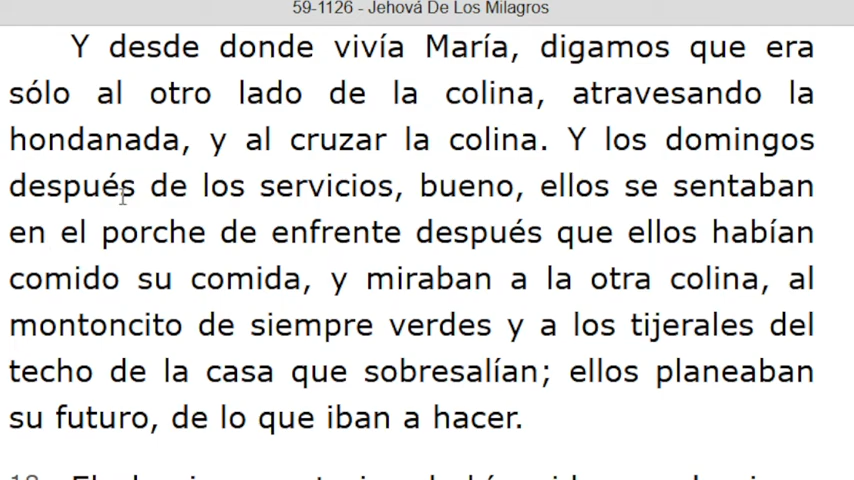 59-1126 - Jehová De Los Milagros
Y desde donde vivía María, digamos que era
sólo al otro lado de la colina, atravesando la
hondanada, y al cruzar la colina. Y los domingos
después de los servicios, bueno, ellos se sentaban
en el porche de enfrente después que ellos habían
comido su comida, y miraban a la otra colina, al
montoncito de siempre verdes y a los tijerales del
techo de la casa que sobresalían; ellos planeaban
su futuro, de lo que iban a hacer.